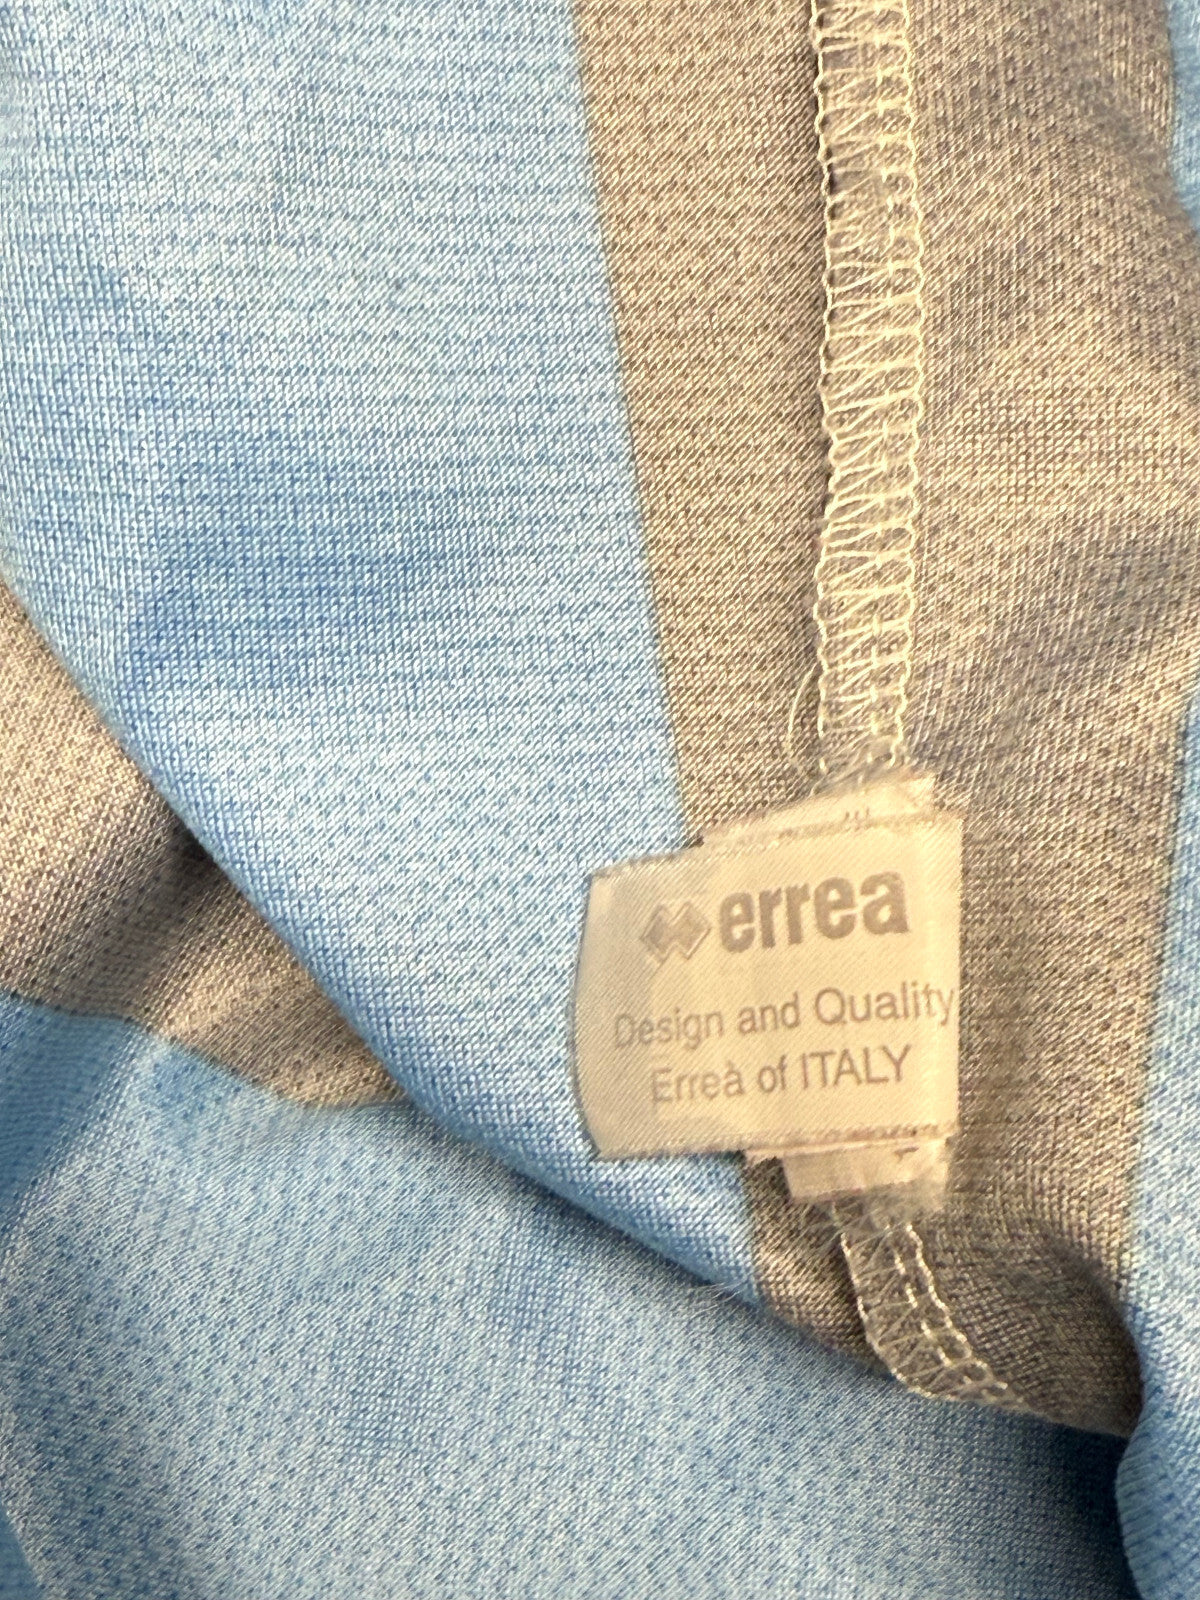 errea
Design and Quality
Erreà of ITALY